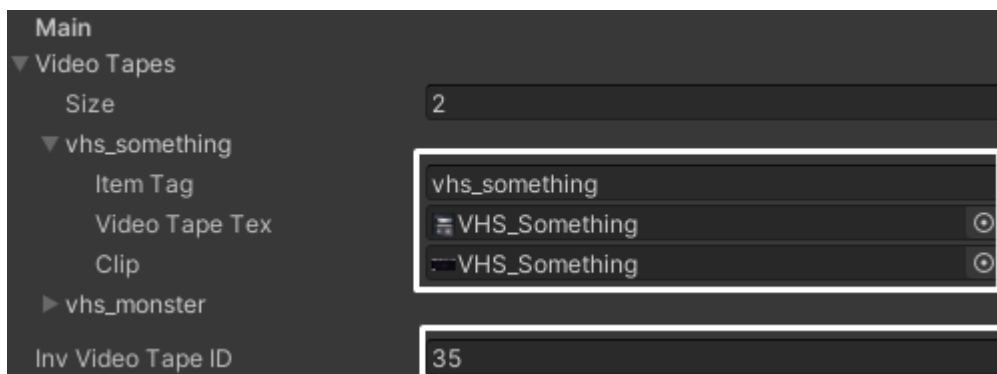 Main
Video Tapes
Size 2
vhs_something
Item Tag vhs_something
Video Tape Tex VHS_Something
Clip VHS_Something
vhs_monster
Inv Video Tape ID 35